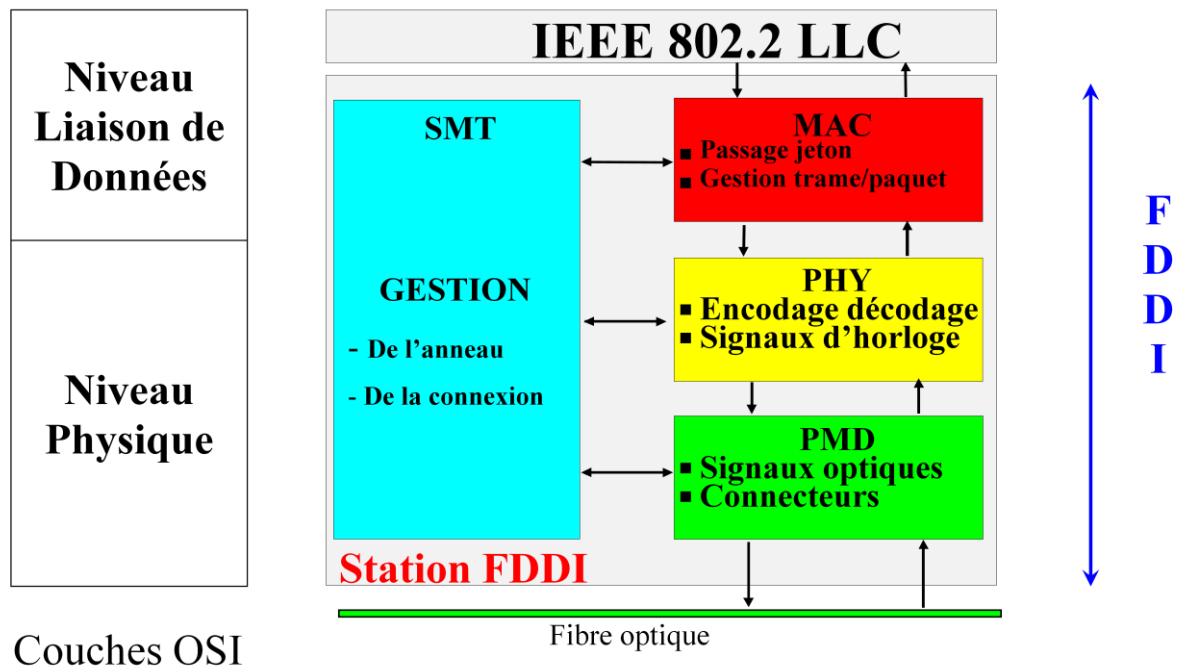 Niveau
Liaison de
Données
Niveau
Physique
Couches OSI
IEEE 802.2 LLC
SMT
GESTION
- De l’anneau
- De la connexion
MAC
▪ Passage jeton
▪ Gestion trame/paquet
PHY
▪ Encodage décodage
▪ Signaux d’horloge
PMD
▪ Signaux optiques
▪ Connecteurs
Station FDDI
Fibre optique
F
D
D
I